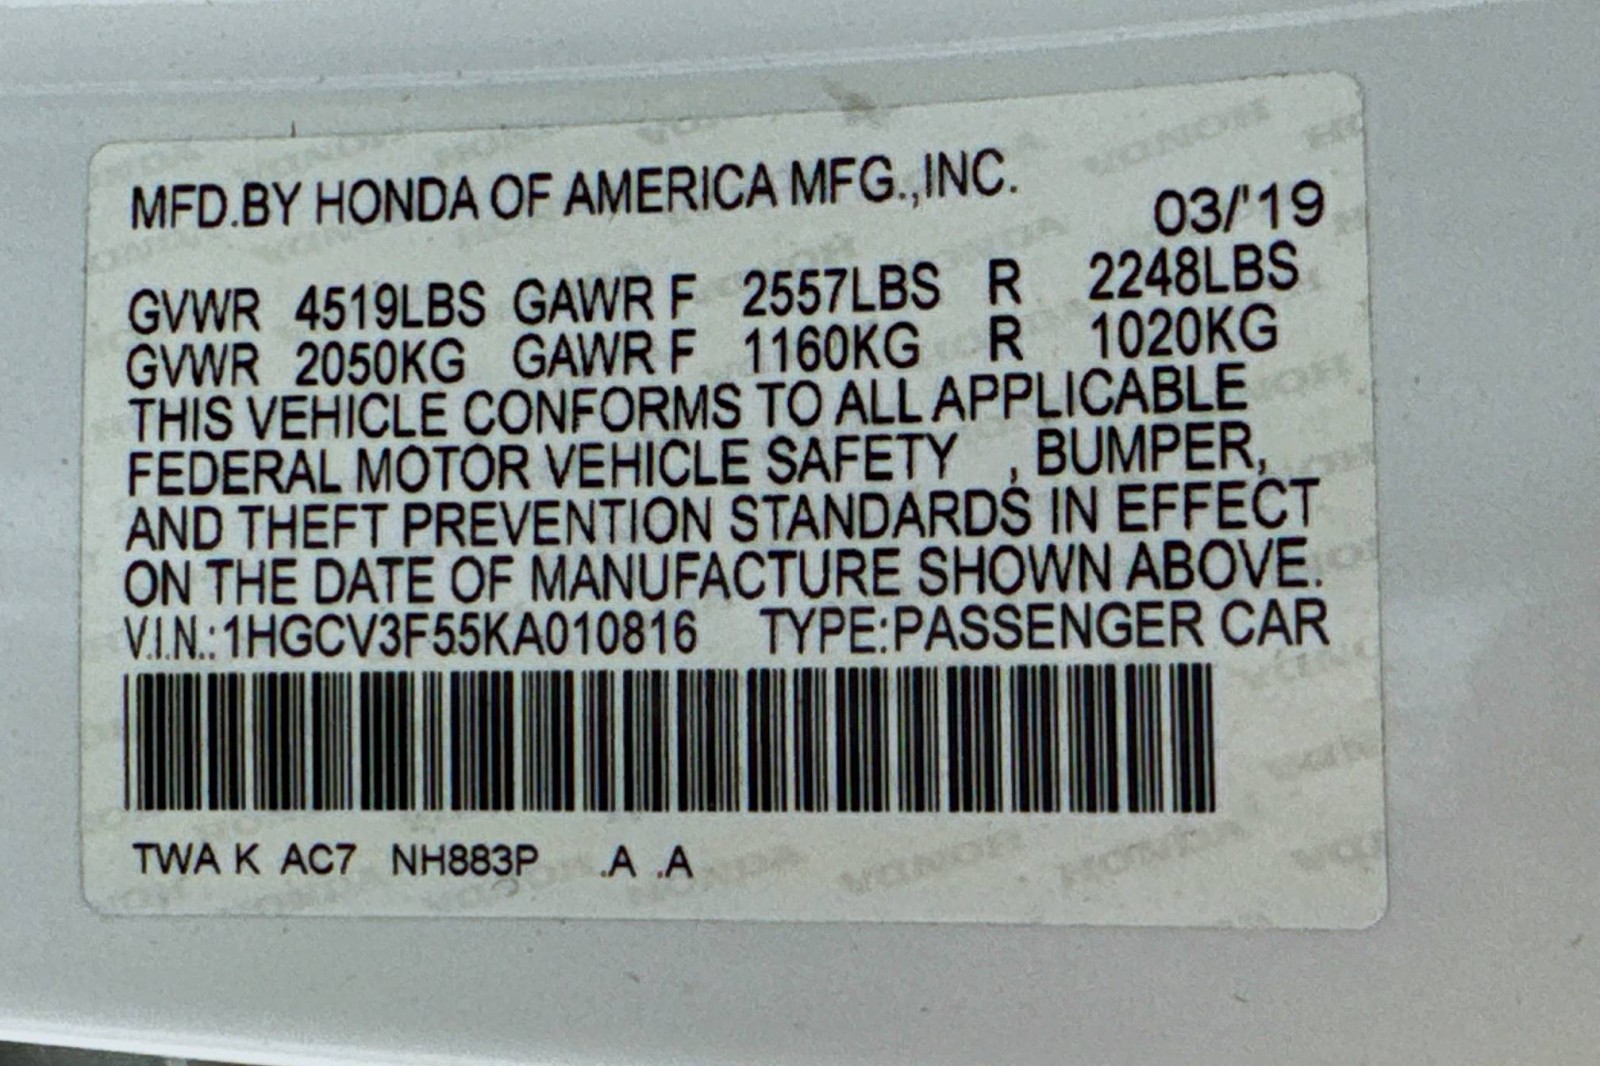 MFD.BY HONDA OF AMERICA MFG.,INC.
03/'19
GVWR 4519LBS GAWR F 2557LBS R 2248LBS
GVWR 2050KG GAWR F 1160KG R 1020KG
THIS VEHICLE CONFORMS TO ALL APPLICABLE
FEDERAL MOTOR VEHICLE SAFETY , BUMPER,
AND THEFT PREVENTION STANDARDS IN EFFECT
ON THE DATE OF MANUFACTURE SHOWN ABOVE.
V.I.N.:1HGCV3F55KA010816 TYPE:PASSENGER CAR
TWA K AC7 NH883P .A .A